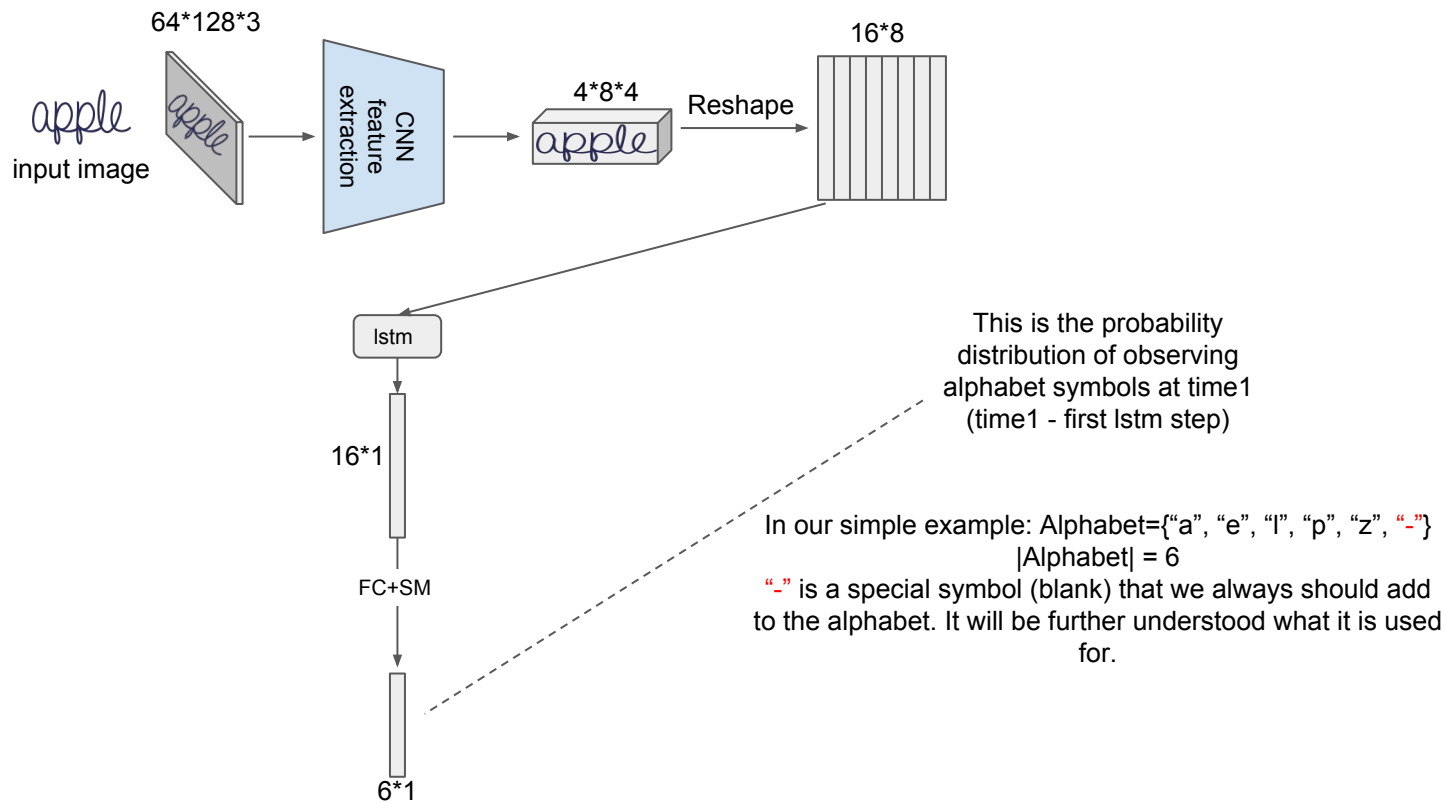 64*128*3
apple
input image
apple
CNN
feature
extraction
4*8*4
apple
Reshape
16*8
lstm
16*1
FC+SM
6*1
This is the probability
distribution of observing
alphabet symbols at time1
(time1 - first lstm step)
In our simple example: Alphabet={“a”, “e”, “l”, “p”, “z”, “-”}
|Alphabet| = 6
“-” is a special symbol (blank) that we always should add
to the alphabet. It will be further understood what it is used
for.